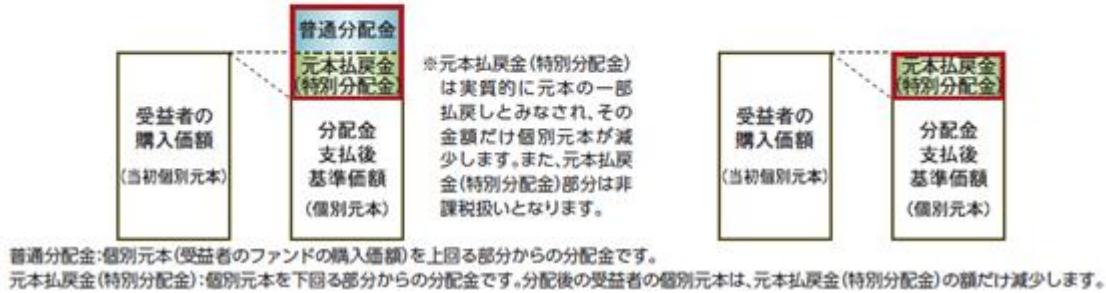 普通分配金
元本払戻金
(特別分配金)
受益者の
購入価額
(当初個別元本)
分配金
支払後
基準価額
(個別元本)
※元本払戻金(特別分配金)
は実質的に元本の一部
払戻しとみなされ、その
金額だけ個別元本が減
少します。また、元本払戻
金(特別分配金)部分は非
課税扱いとなります。
受益者の
購入価額
(当初個別元本)
元本払戻金
(特別分配金)
分配金
支払後
基準価額
(個別元本)
普通分配金:個別元本(受益者のファンドの購入価額)を上回る部分からの分配金です。
元本払戻金(特別分配金):個別元本を下回る部分からの分配金です。分配後の受益者の個別元本は、元本払戻金(特別分配金)の額だけ減少します。